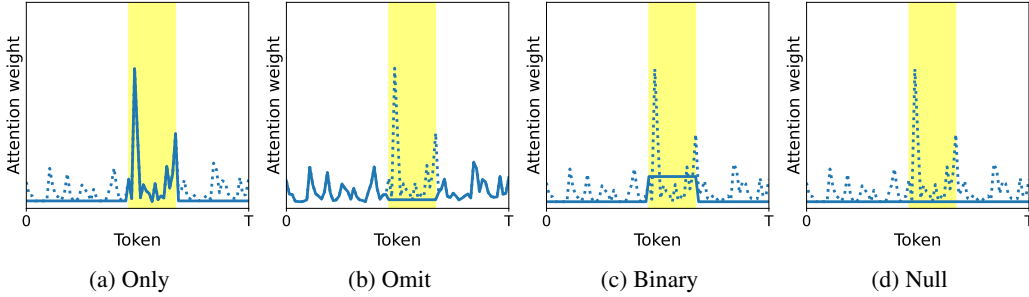 Attention weight
0
T
Token
(a) Only
Attention weight
0
T
Token
(b) Omit
Attention weight
0
T
Token
(c) Binary
Attention weight
0
T
Token
(d) Null